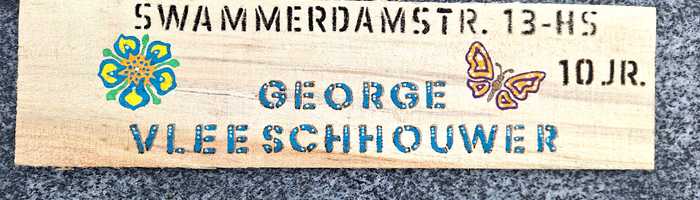 SWAMMERDAMSTR. 13-HS
10 JR.
GEORGE
VLEESCHHOUWER